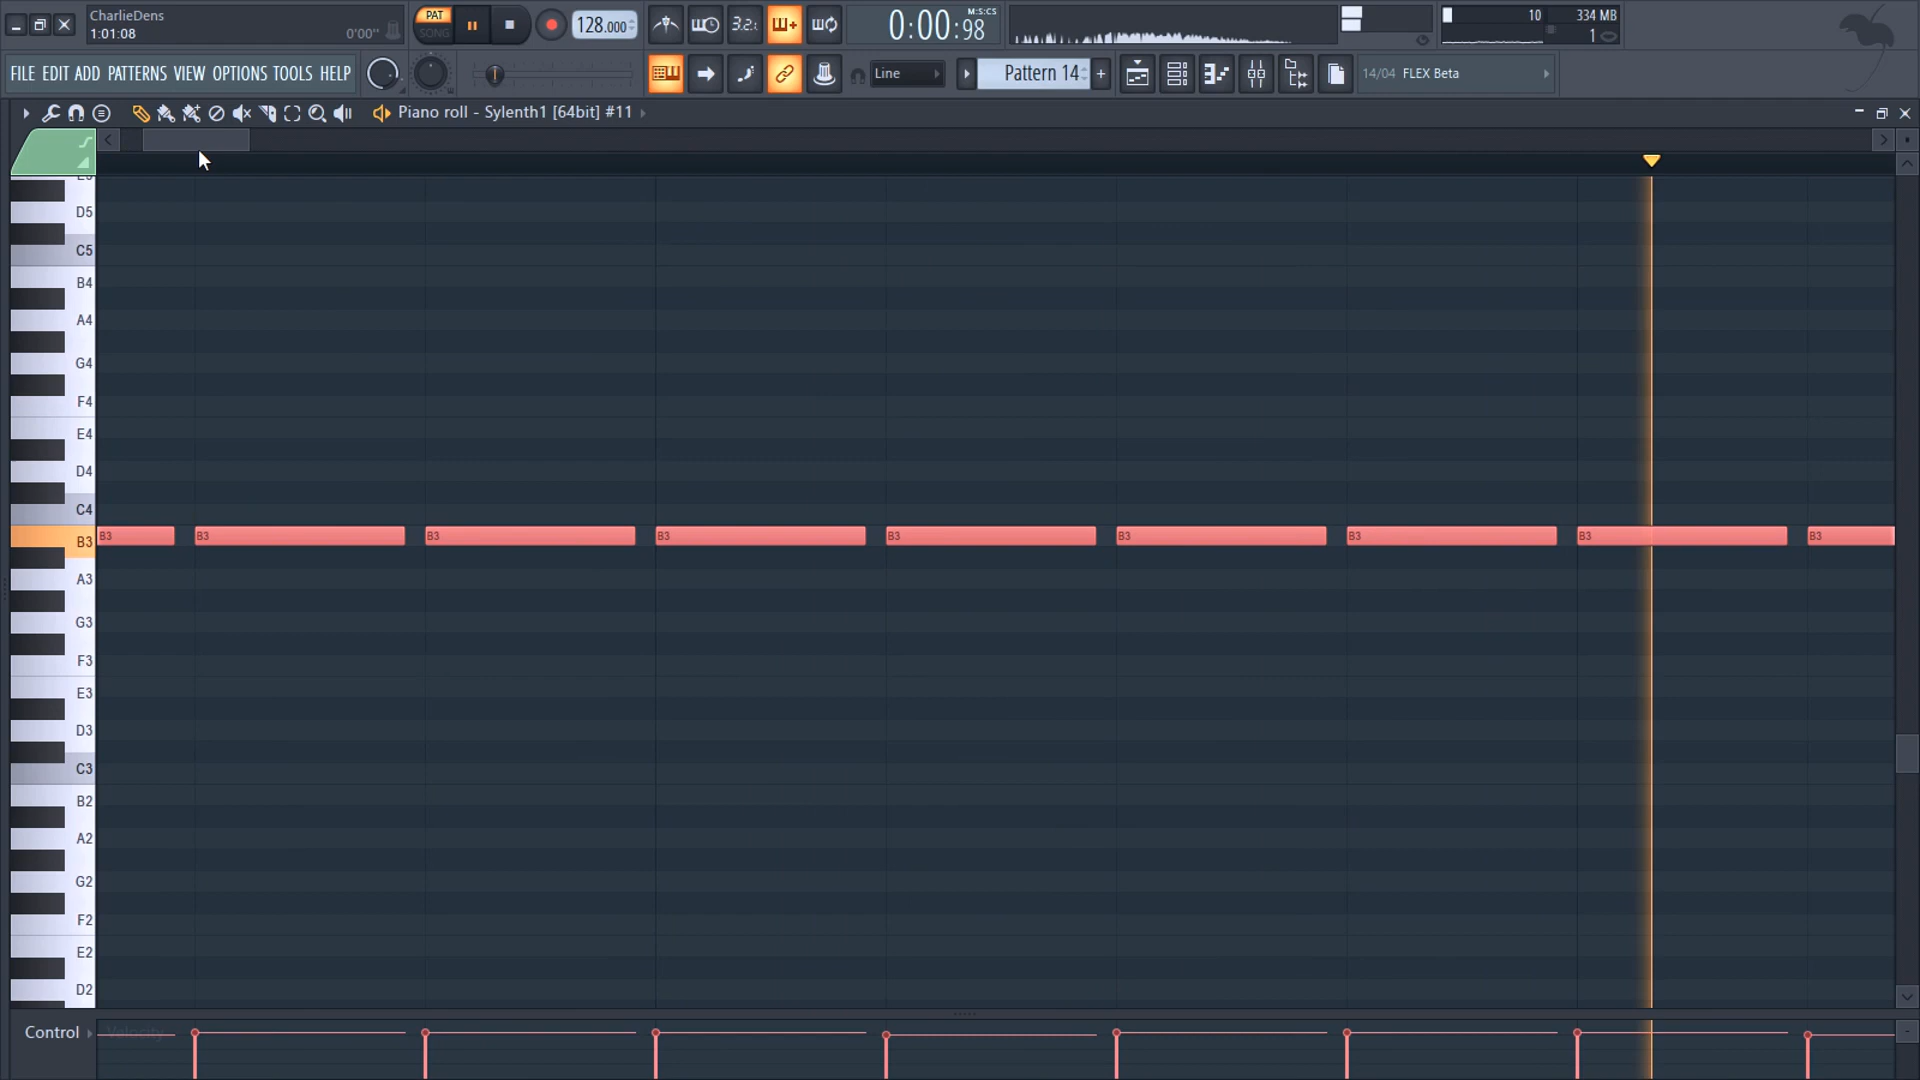 CharlieDens
1:01:08
0'00"
PAT
SONG
128.000
3.2:
0:00:98
M:S:CS
10
334 MB
1
FILE EDIT ADD PATTERNS VIEW OPTIONS TOOLS HELP
Line
Pattern 14
+
14/04 FLEX Beta
Piano roll - Sylenth1 [64bit] #11
E5
D5
C5
B4
A4
G4
F4
E4
D4
C4
B3
B3 B3 B3 B3 B3 B3 B3 B3 B3
A3
G3
F3
E3
D3
C3
B2
A2
G2
F2
E2
D2
Control
Velocity